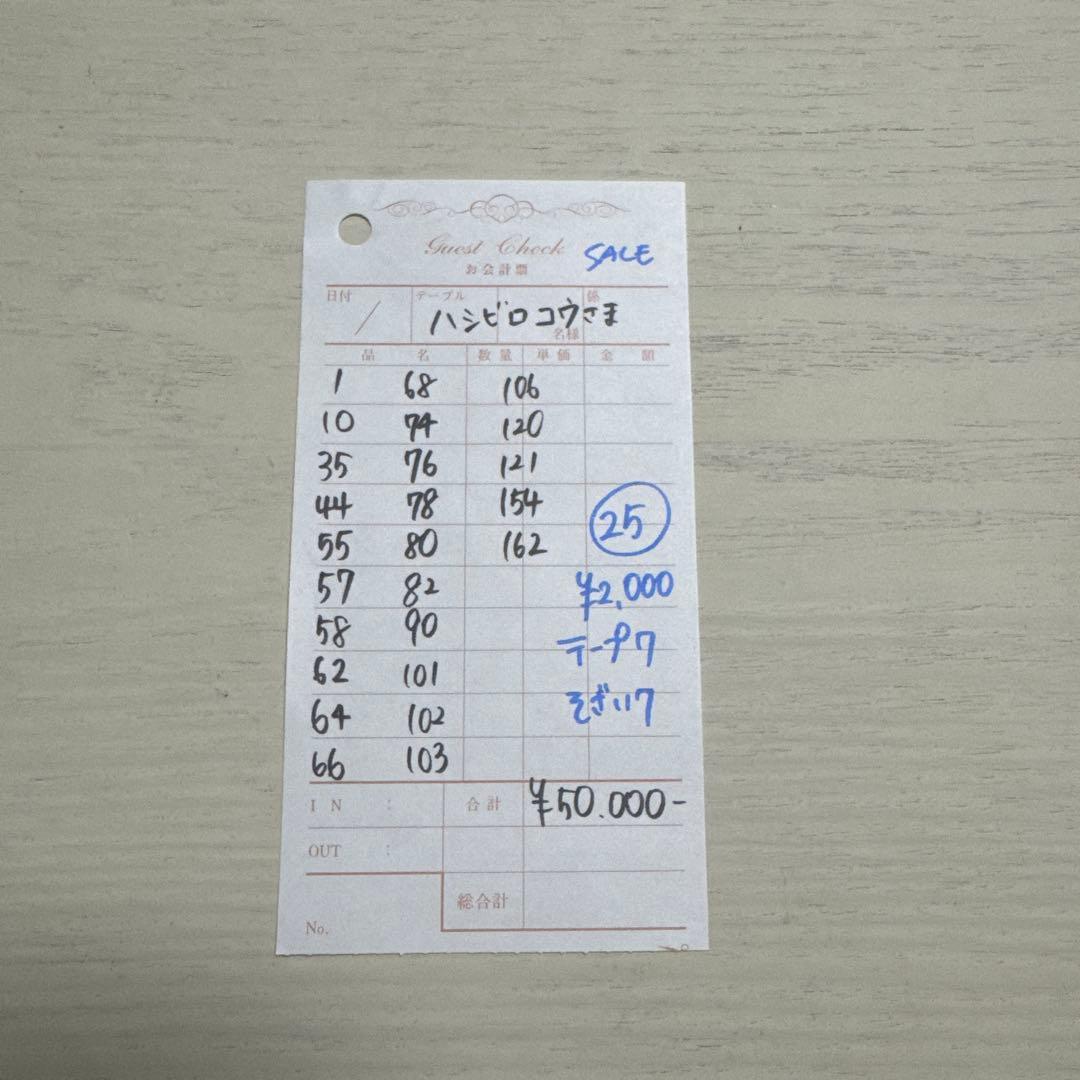 Guest Check
SALE
お会計票
日付 テーブル 係
/ ハシビロコウさま
名様
品名 数量 単価 金額
1 68 106
10 74 120
35 76 121
44 78 154
55 80 162
㉕
57 82
¥2,000
58 90
テープ7
62 101
64 102
そざい7
66 103
IN : 合計 ¥50.000-
OUT :
総合計
No.